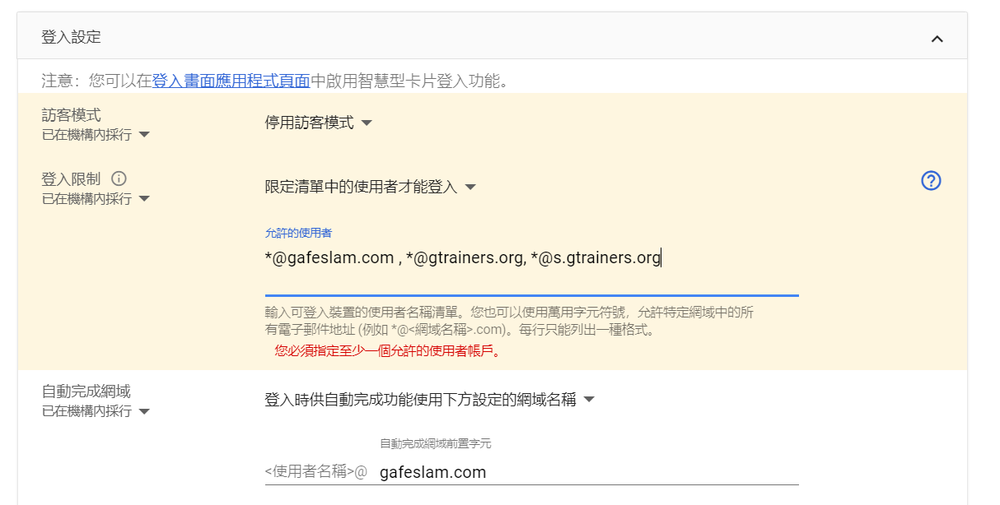 登入設定
注意：您可以在登入畫面應用程式頁面中啟用智慧型卡片登入功能。
訪客模式
已在機構內採行
停用訪客模式
登入限制
已在機構內採行
限定清單中的使用者才能登入
允許的使用者
*@gafeslam.com , *@gtrainers.org, *@s.gtrainers.org
輸入可登入裝置的使用者名稱清單。您也可以使用萬用字元符號，允許特定網域中的所
有電子郵件地址 (例如 *@<網域名稱>.com)。每行只能列出一種格式。
您必須指定至少一個允許的使用者帳戶。
自動完成網域
已在機構內採行
登入時供自動完成功能使用下方設定的網域名稱
自動完成網域前置字元
<使用者名稱>@ gafeslam.com